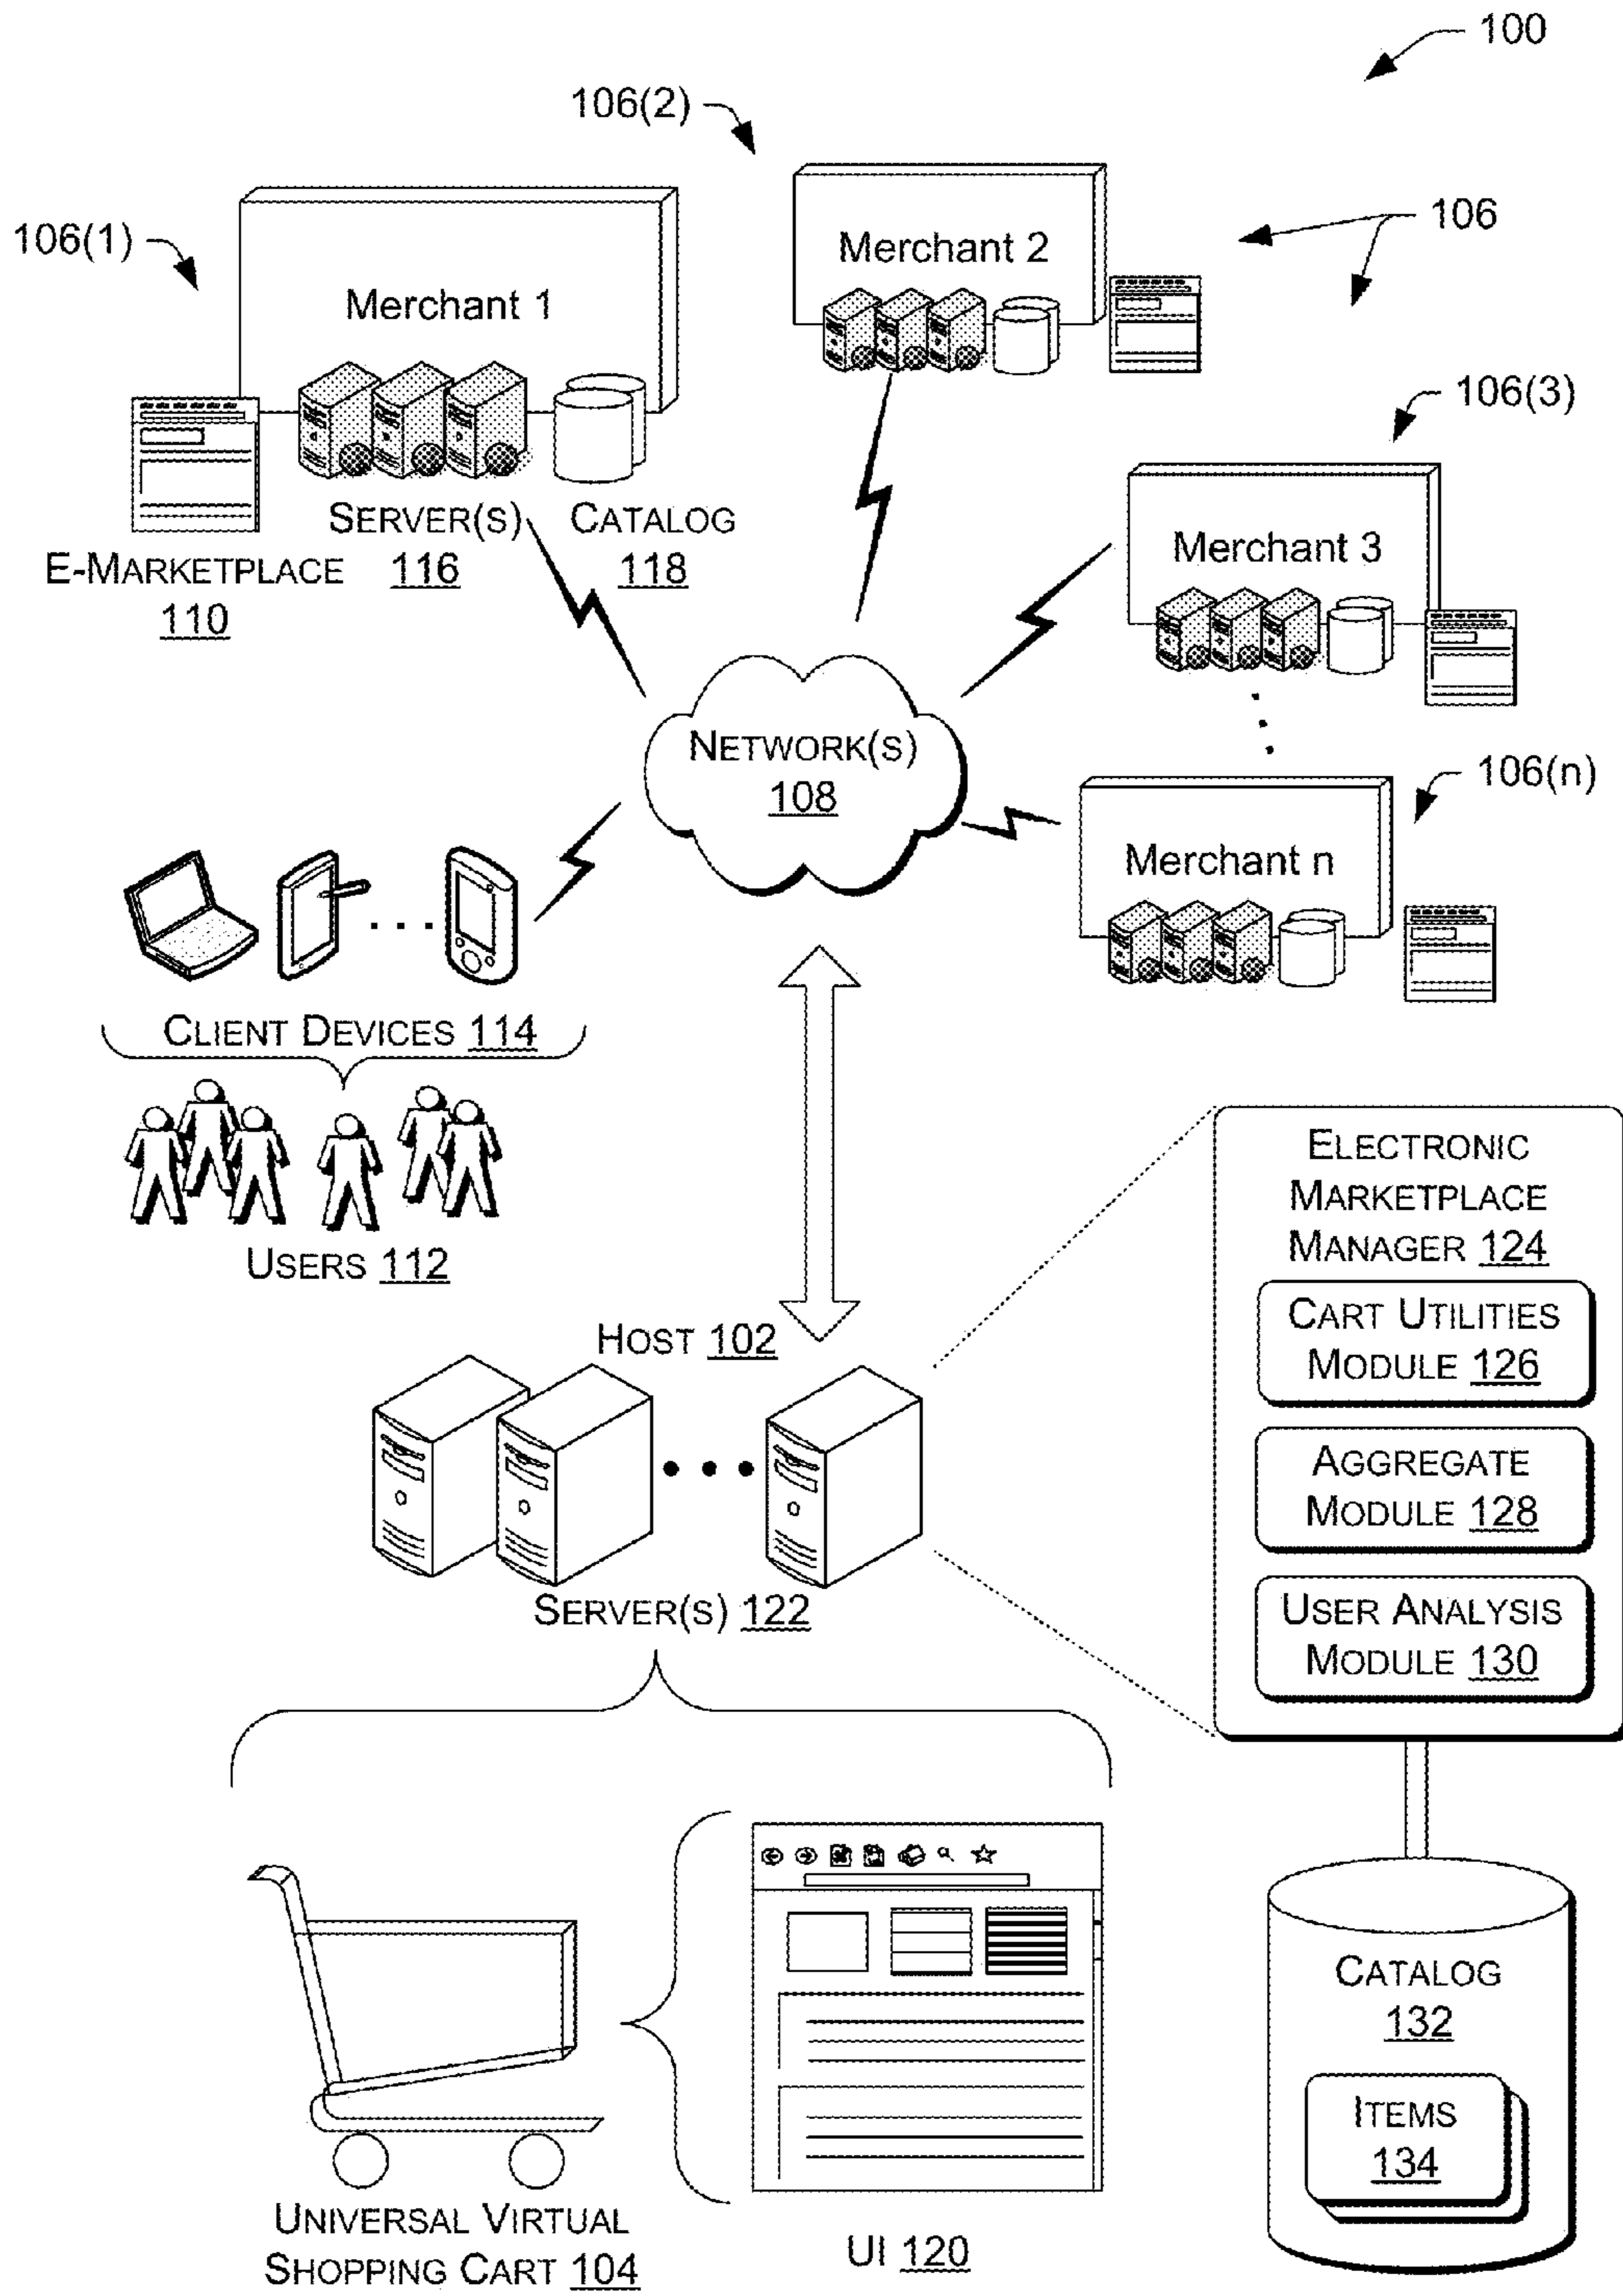 100
106(2)
106(1)
Merchant 1
Merchant 2
106
106(3)
Merchant 3
SERVER(S)
116
CATALOG
118
E-MARKETPLACE
110
NETWORK(S)
108
106(n)
Merchant n
CLIENT DEVICES 114
USERS 112
ELECTRONIC
MARKETPLACE
MANAGER 124
CART UTILITIES
MODULE 126
AGGREGATE
MODULE 128
USER ANALYSIS
MODULE 130
HOST 102
SERVER(S) 122
CATALOG
132
ITEMS
134
UNIVERSAL VIRTUAL
SHOPPING CART 104
UI 120